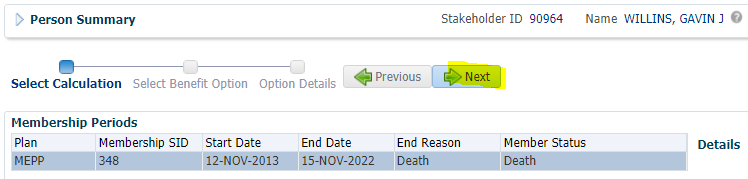 Person Summary Stakeholder ID 90964 Name WILLINS, GAVIN J
Select Calculation Select Benefit Option Option Details Previous Next
Membership Periods
Plan Membership SID Start Date End Date End Reason Member Status Details
MEPP 348 12-NOV-2013 15-NOV-2022 Death Death